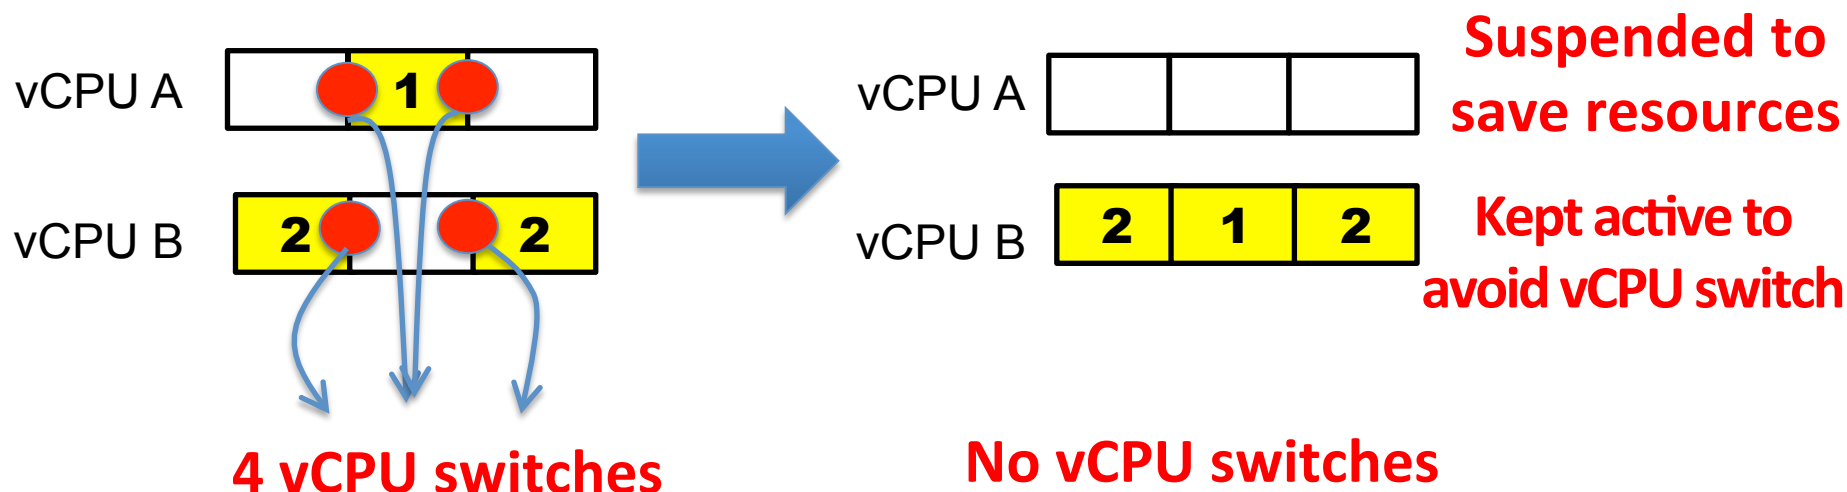 vCPU A
1
vCPU B
2
2
4 vCPU switches
vCPU A
Suspended to
save resources
vCPU B
2
1
2
Kept active to
avoid vCPU switch
No vCPU switches